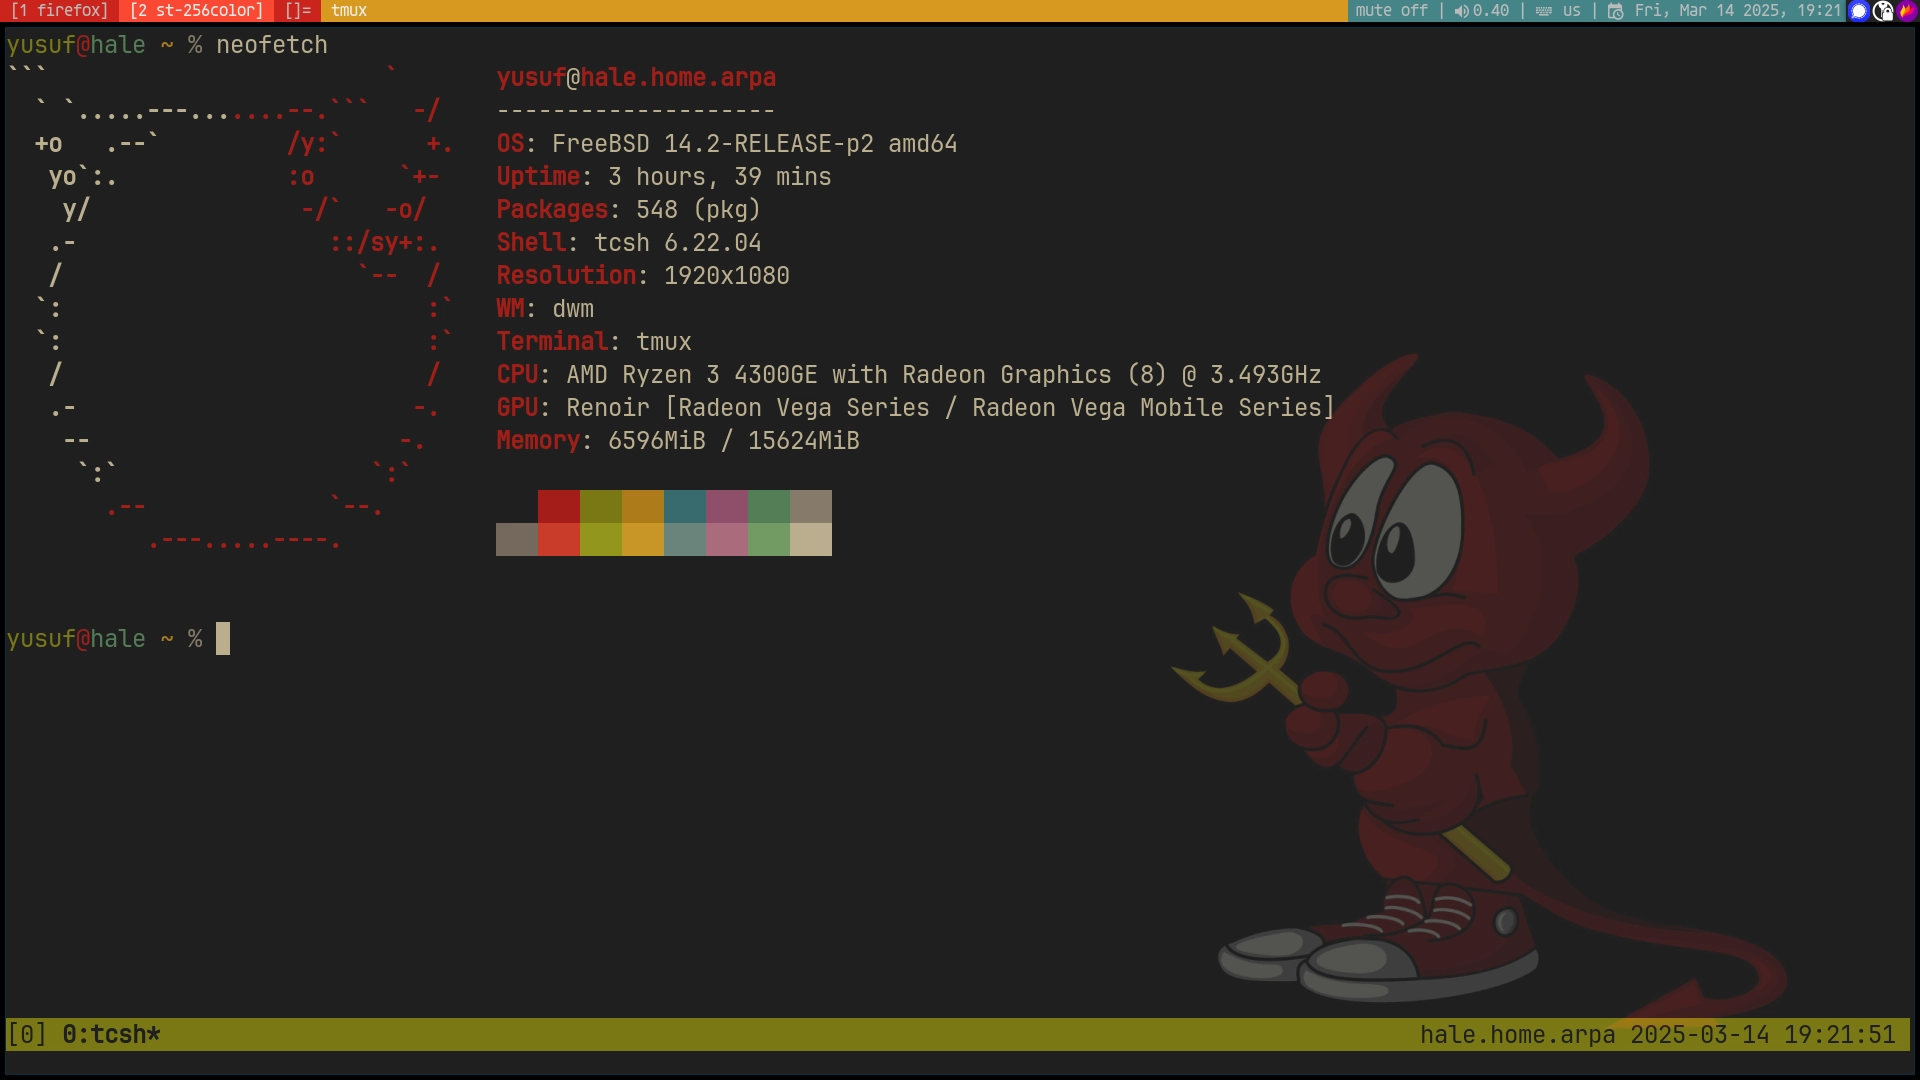 [1 firefox] [2 st-256color] []= tmux mute off | 0.40 | us | Fri, Mar 14 2025, 19:21
yusuf@hale ~ % neofetch
```                        `
yusuf@hale.home.arpa
  ` `.....---.......--.```   -/
--------------------
  +o   .--`         /y:`      +.
OS: FreeBSD 14.2-RELEASE-p2 amd64
   yo`:.            :o      `+-
Uptime: 3 hours, 39 mins
    y/               -/`   -o/
Packages: 548 (pkg)
   .-                  ::/sy+:.
Shell: tcsh 6.22.04
   /                     `--  /
Resolution: 1920x1080
  `:                          :`
WM: dwm
  `:                          :`
Terminal: tmux
   /                          /
CPU: AMD Ryzen 3 4300GE with Radeon Graphics (8) @ 3.493GHz
   .-                        -.
GPU: Renoir [Radeon Vega Series / Radeon Vega Mobile Series]
    --                      -.
Memory: 6596MiB / 15624MiB
     `:`                  `:`
       .--             `--.
          .---.....----.
yusuf@hale ~ %
[0] 0:tcsh* hale.home.arpa 2025-03-14 19:21:51